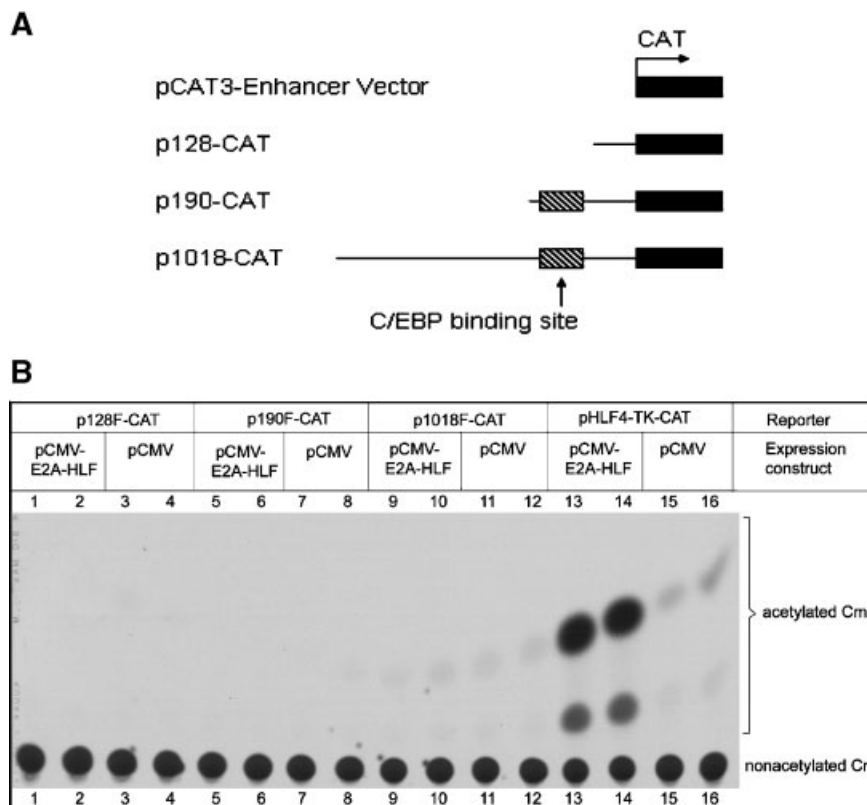 A
CAT
pCAT3-Enhancer Vector
p128-CAT
p190-CAT
p1018-CAT
C/EBP binding site
B
p128F-CAT p190F-CAT p1018F-CAT pHLF4-TK-CAT Reporter
pCMV-E2A-HLF pCMV pCMV-E2A-HLF pCMV pCMV-E2A-HLF pCMV pCMV-E2A-HLF pCMV Expression construct
1 2 3 4 5 6 7 8 9 10 11 12 13 14 15 16
acetylated Cm
nonacetylated Cm
1 2 3 4 5 6 7 8 9 10 11 12 13 14 15 16